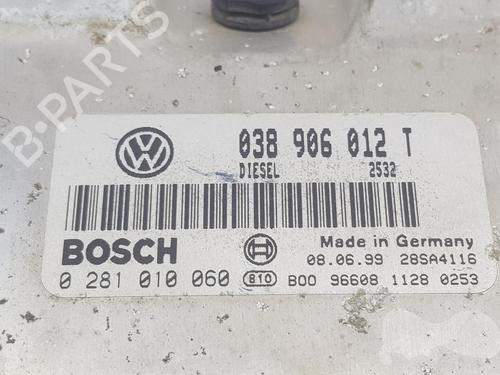 B-PARTS
038 906 012 T
DIESEL 2532
BOSCH
Made in Germany
08.06.99 28SA4116
0 281 010 060 810 B00 96608 1128 0253